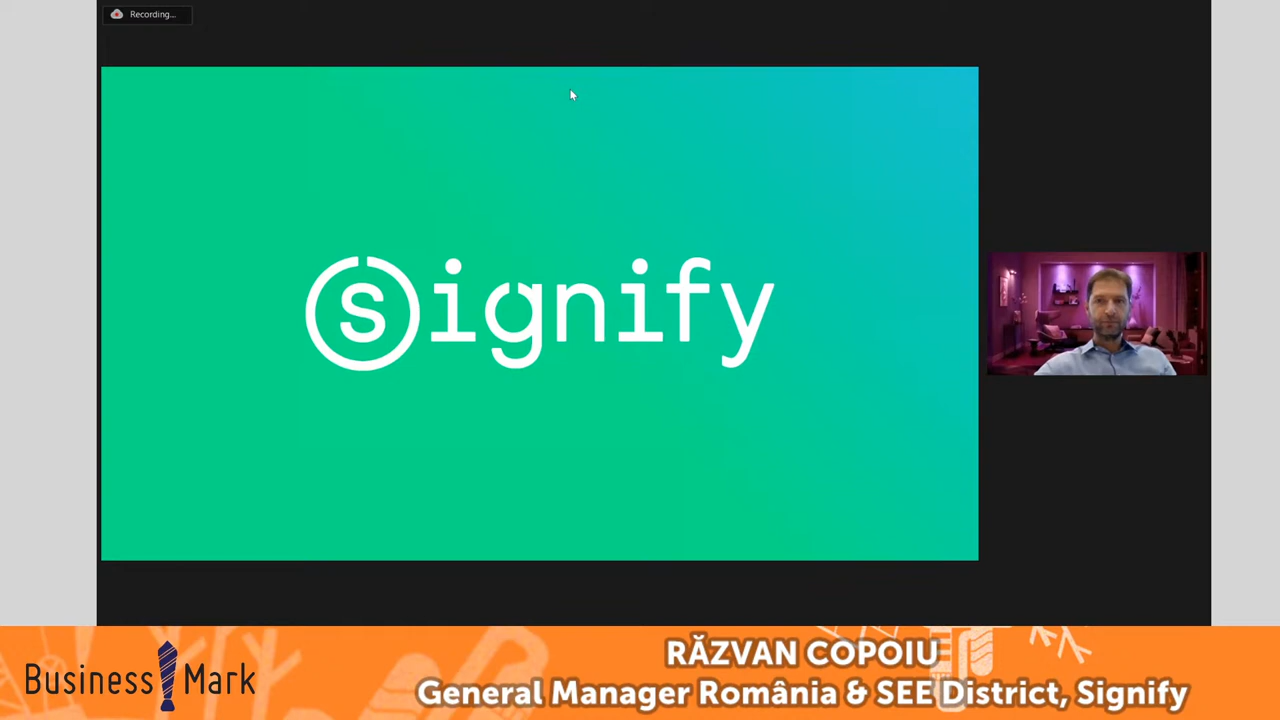 Recording...
signify
RĂZVAN COPOIU
General Manager România & SEE District, Signify
Business Mark